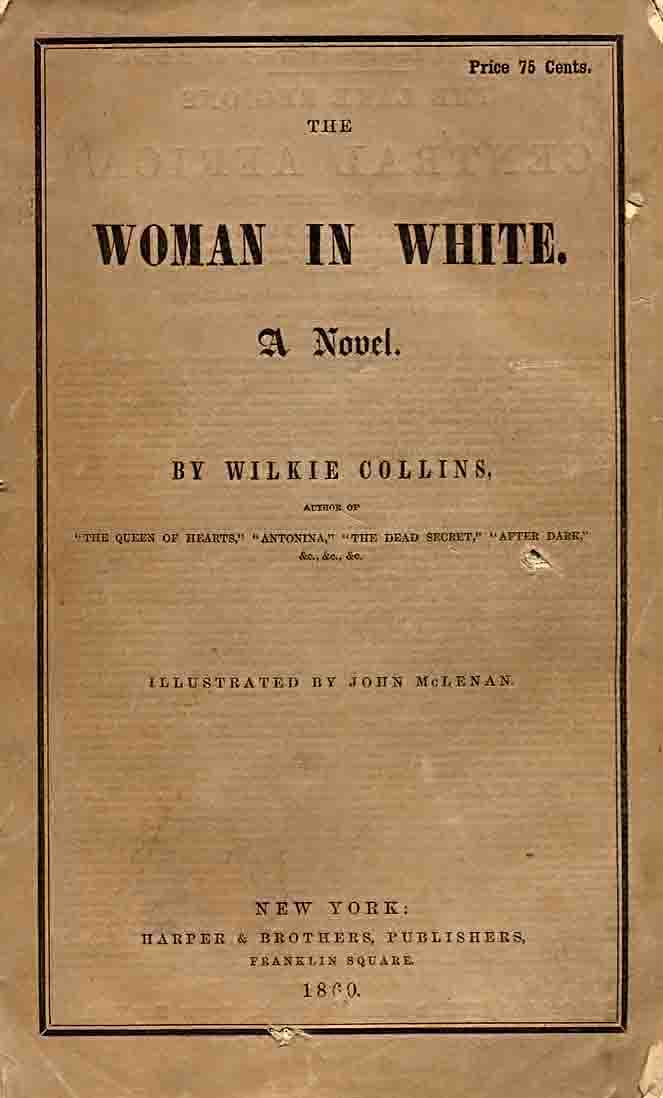 Price 75 Cents.
THE
WOMAN IN WHITE.
A Novel.
BY WILKIE COLLINS,
AUTHOR OF
"THE QUEEN OF HEARTS," "ANTONINA," "THE DEAD SECRET," "AFTER DARK,"
&c., &c., &c.
ILLUSTRATED BY JOHN McLENAN.
NEW YORK:
HARPER & BROTHERS, PUBLISHERS,
FRANKLIN SQUARE.
1860.